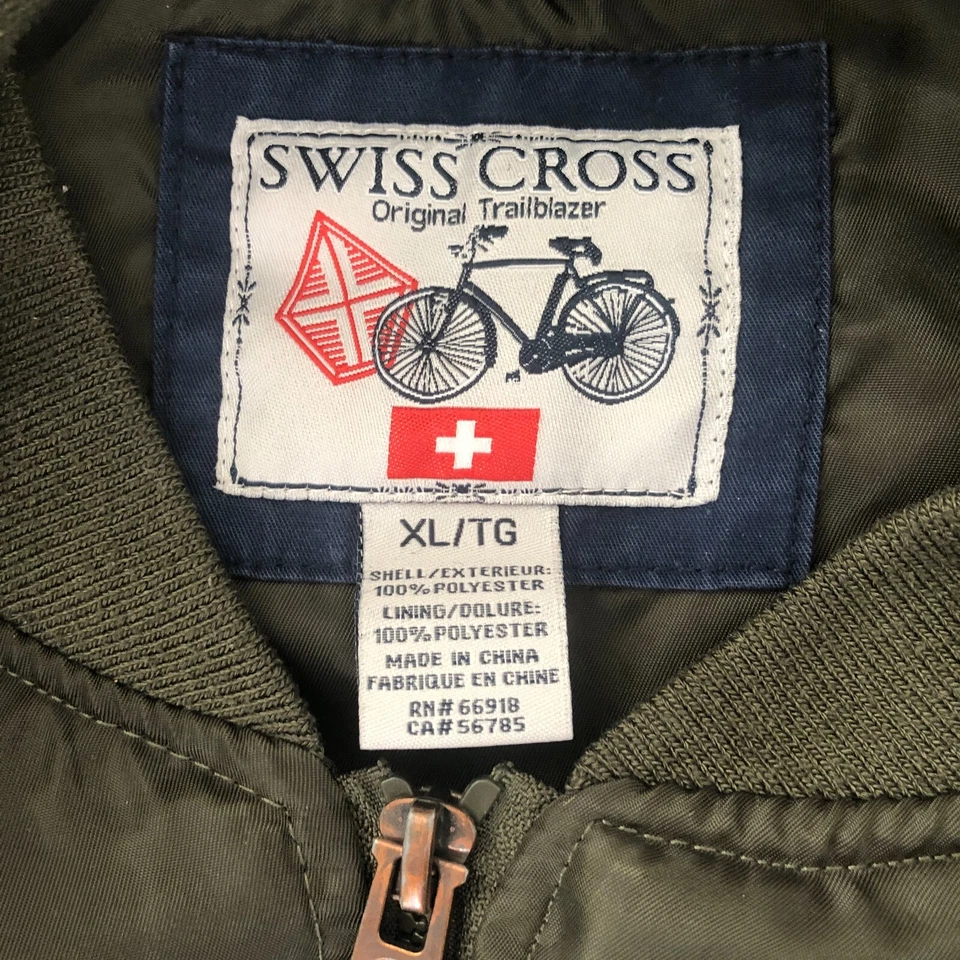 SWISS CROSS
Original Trailblazer
XL/TG
SHELL/EXTERIEUR:
100% POLYESTER
LINING/DOLURE:
100% POLYESTER
MADE IN CHINA
FABRIQUE EN CHINE
RN# 66918
CA# 56785